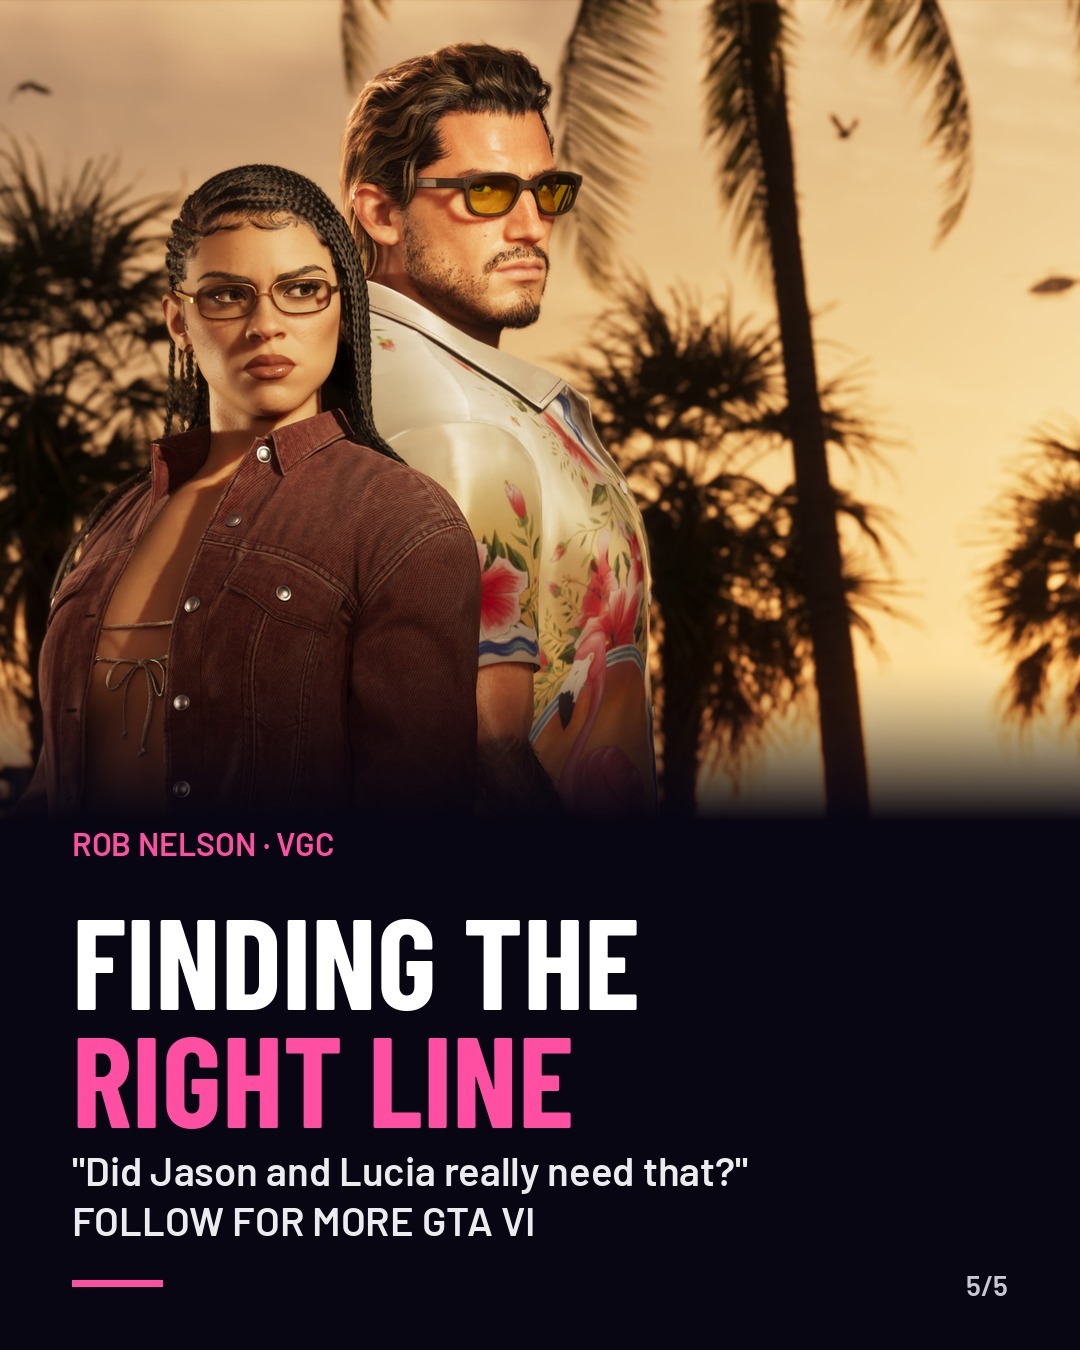 ROB NELSON · VGC
FINDING THE
RIGHT LINE
"Did Jason and Lucia really need that?"
FOLLOW FOR MORE GTA VI
5/5